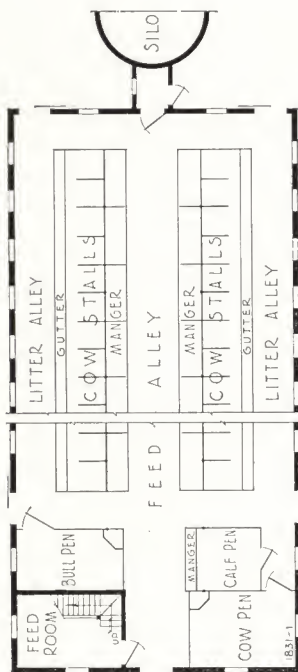 SILO
LITTER ALLEY
GUTTER
COW STALLS
MANGER
FEED ALLEY
MANGER
COW STALLS
GUTTER
LITTER ALLEY
BULL PEN
FEED
ROOM
UP
MANGER
CALF PEN
COW PEN
1831-1